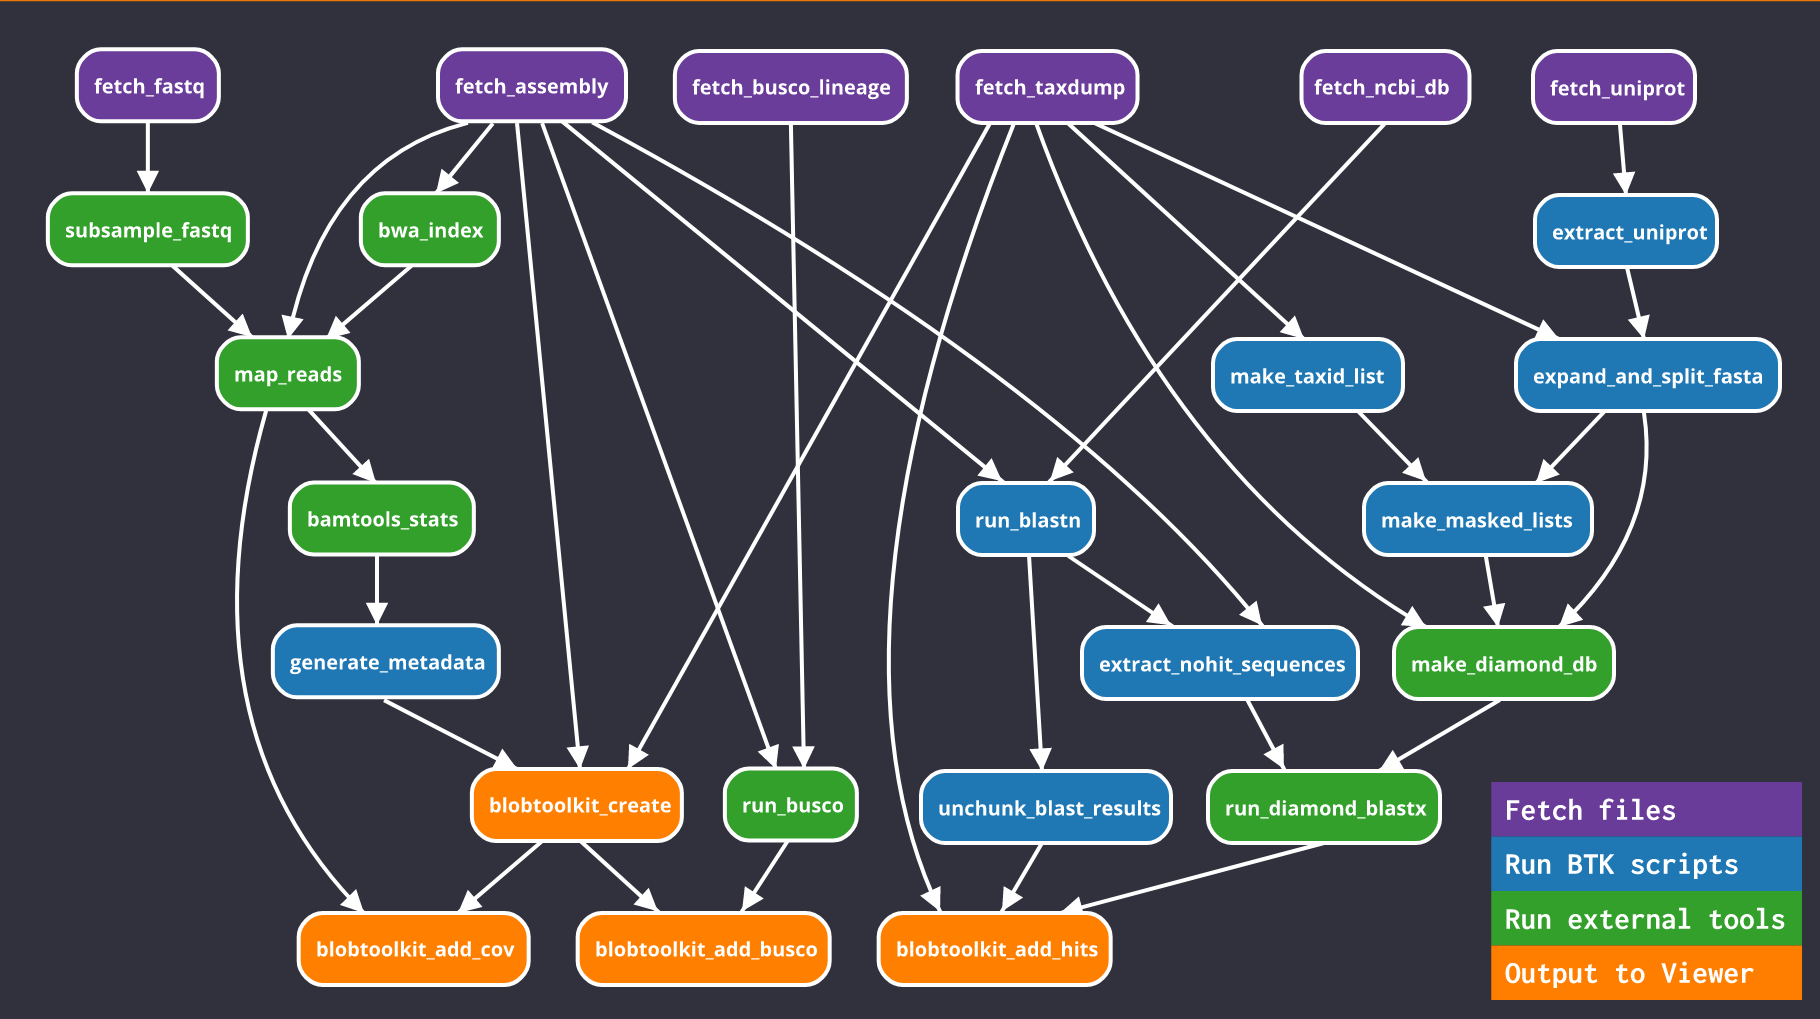 fetch_fastq
fetch_assembly
fetch_busco_lineage
fetch_taxdump
fetch_ncbi_db
fetch_uniprot
subsample_fastq
bwa_index
extract_uniprot
map_reads
make_taxid_list
expand_and_split_fasta
bamtools_stats
run_blastn
make_masked_lists
generate_metadata
extract_nohit_sequences
make_diamond_db
blobtoolkit_create
run_busco
unchunk_blast_results
run_diamond_blastx
blobtoolkit_add_cov
blobtoolkit_add_busco
blobtoolkit_add_hits
Fetch files
Run BTK scripts
Run external tools
Output to Viewer